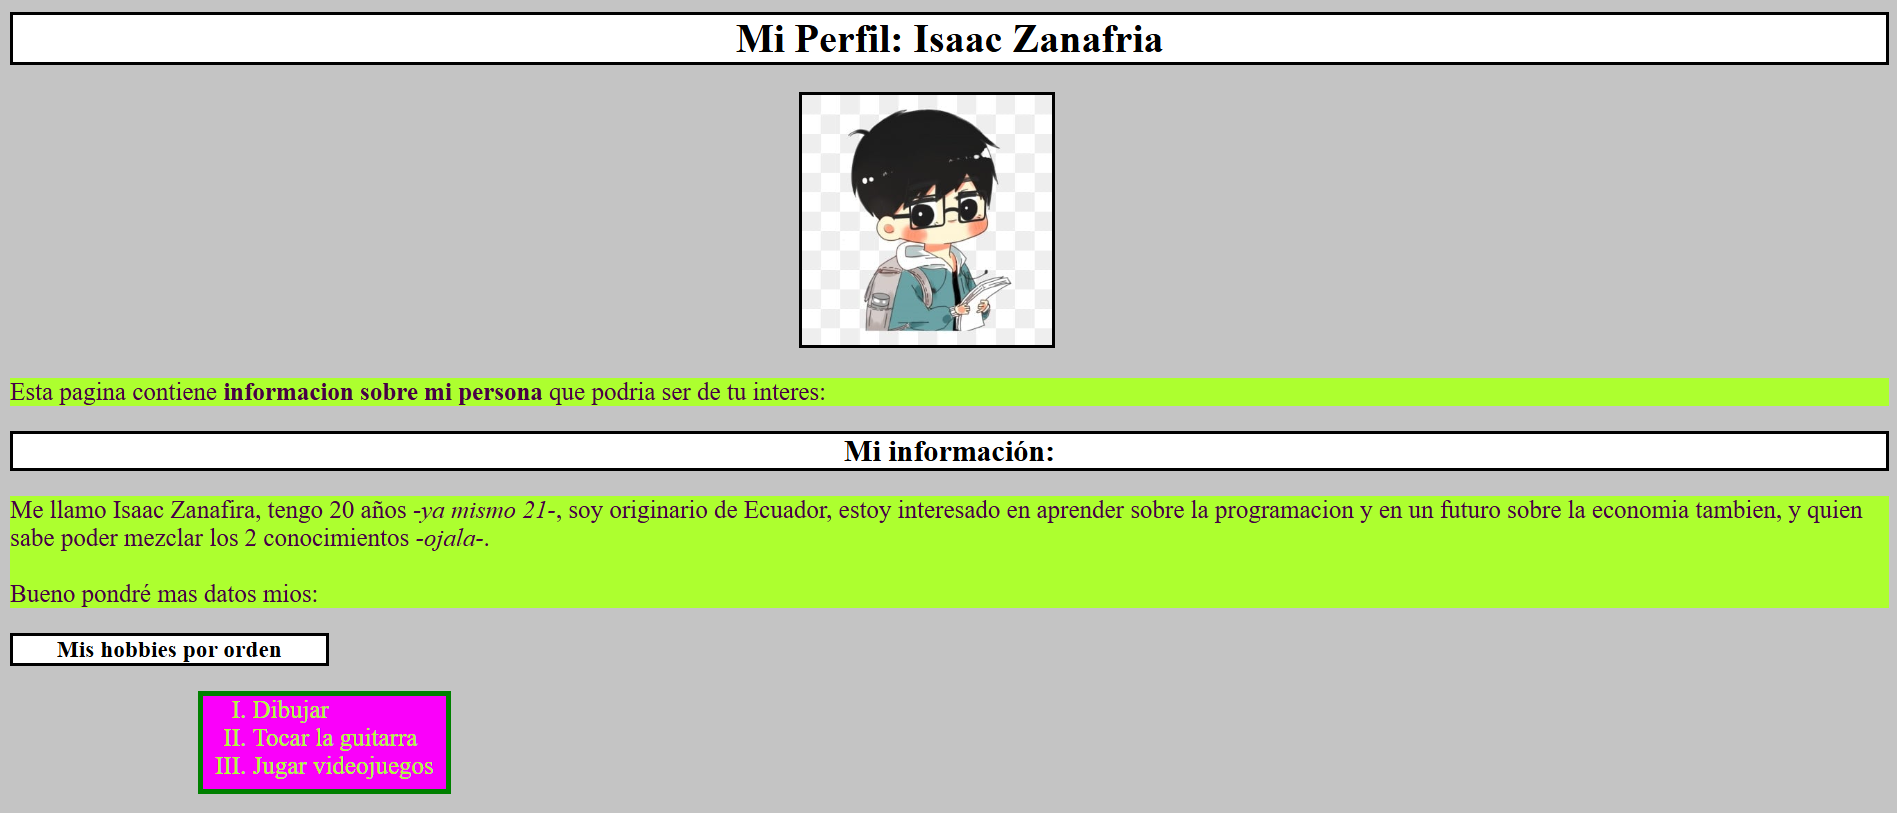 Mi Perfil: Isaac Zanafria
Esta pagina contiene informacion sobre mi persona que podria ser de tu interes:
Mi información:
Me llamo Isaac Zanafira, tengo 20 años -ya mismo 21-, soy originario de Ecuador, estoy interesado en aprender sobre la programacion y en un futuro sobre la economia tambien, y quien
sabe poder mezclar los 2 conocimientos -ojala-.
Bueno pondré mas datos mios:
Mis hobbies por orden
I. Dibujar
II. Tocar la guitarra
III. Jugar videojuegos